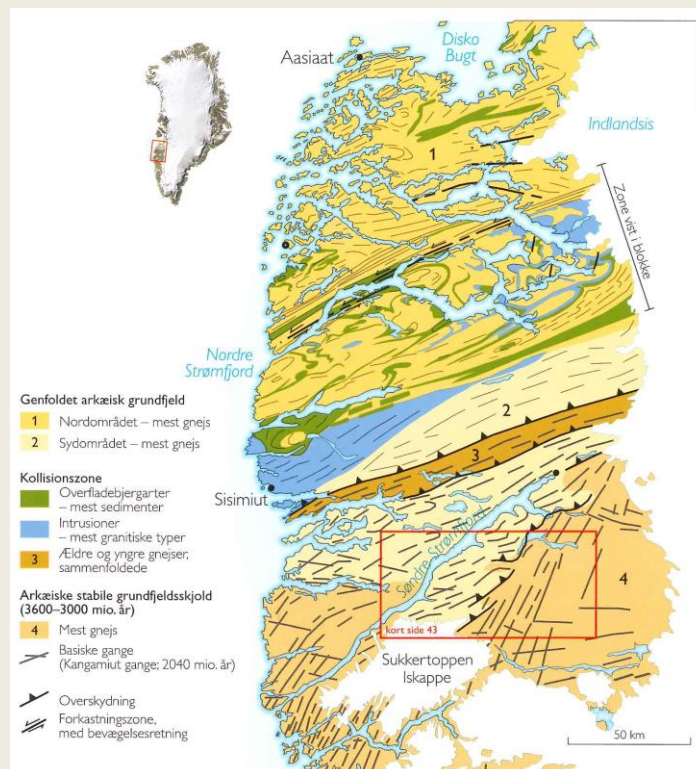 Aasiaat
Disko
Bugt
Indlandsis
1
Zone vist i blokke
Nordre
Strømfjord
2
3
Sisimiut
Søndre Strømfjord
4
kort side 43
Sukkertoppen
Iskappe
50 km
Genfoldet arkæisk grundfjeld
1 Nordområdet – mest gnejs
2 Sydområdet – mest gnejs
Kollisionszone
Overfladebjergarter
– mest sedimenter
Intrusioner
– mest granitiske typer
3 Ældre og yngre gnejser,
sammenfoldede
Arkæiske stabile grundfjeldsskjold
(3600–3000 mio. år)
4 Mest gnejs
Basiske gange
(Kangamiut gange; 2040 mio. år)
Overskydning
Forkastningszone,
med bevægelsesretning